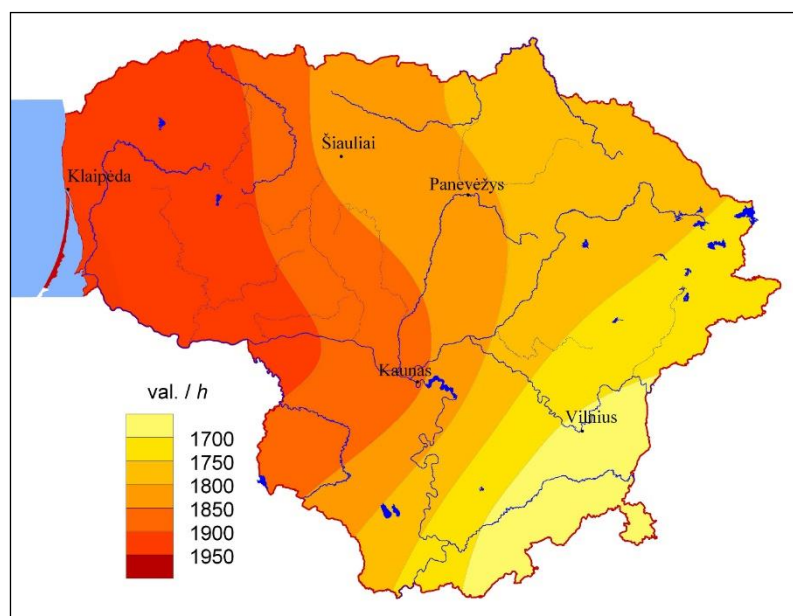 Šiauliai
Klaipėda
Panevėžys
Kaunas
val. / h
Vilnius
1700
1750
1800
1850
1900
1950